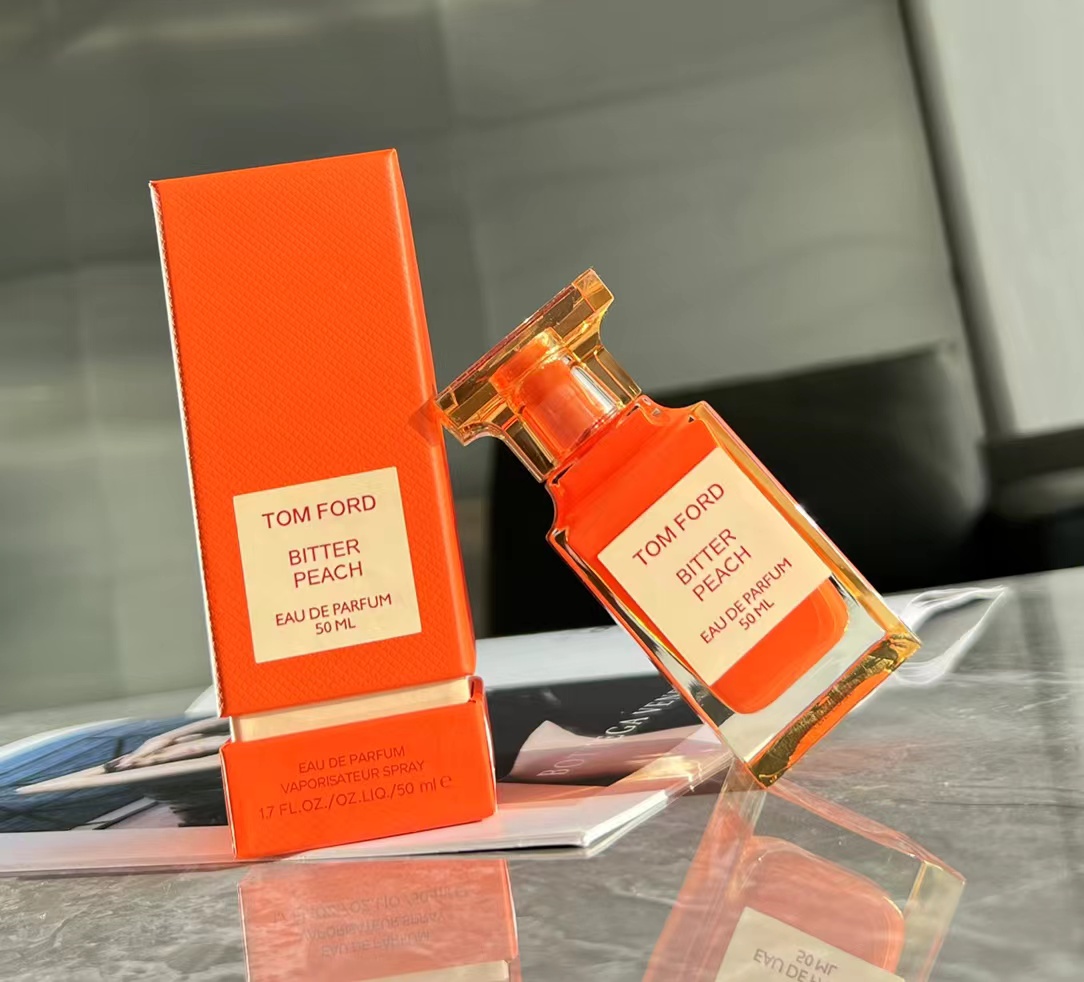 TOM FORD
BITTER
PEACH
EAU DE PARFUM
50 ML
EAU DE PARFUM
VAPORISATEUR SPRAY
1.7 FL.OZ./OZ.LIQ./50 ml e
TOM FORD
BITTER
PEACH
EAU DE PARFUM
50 ML